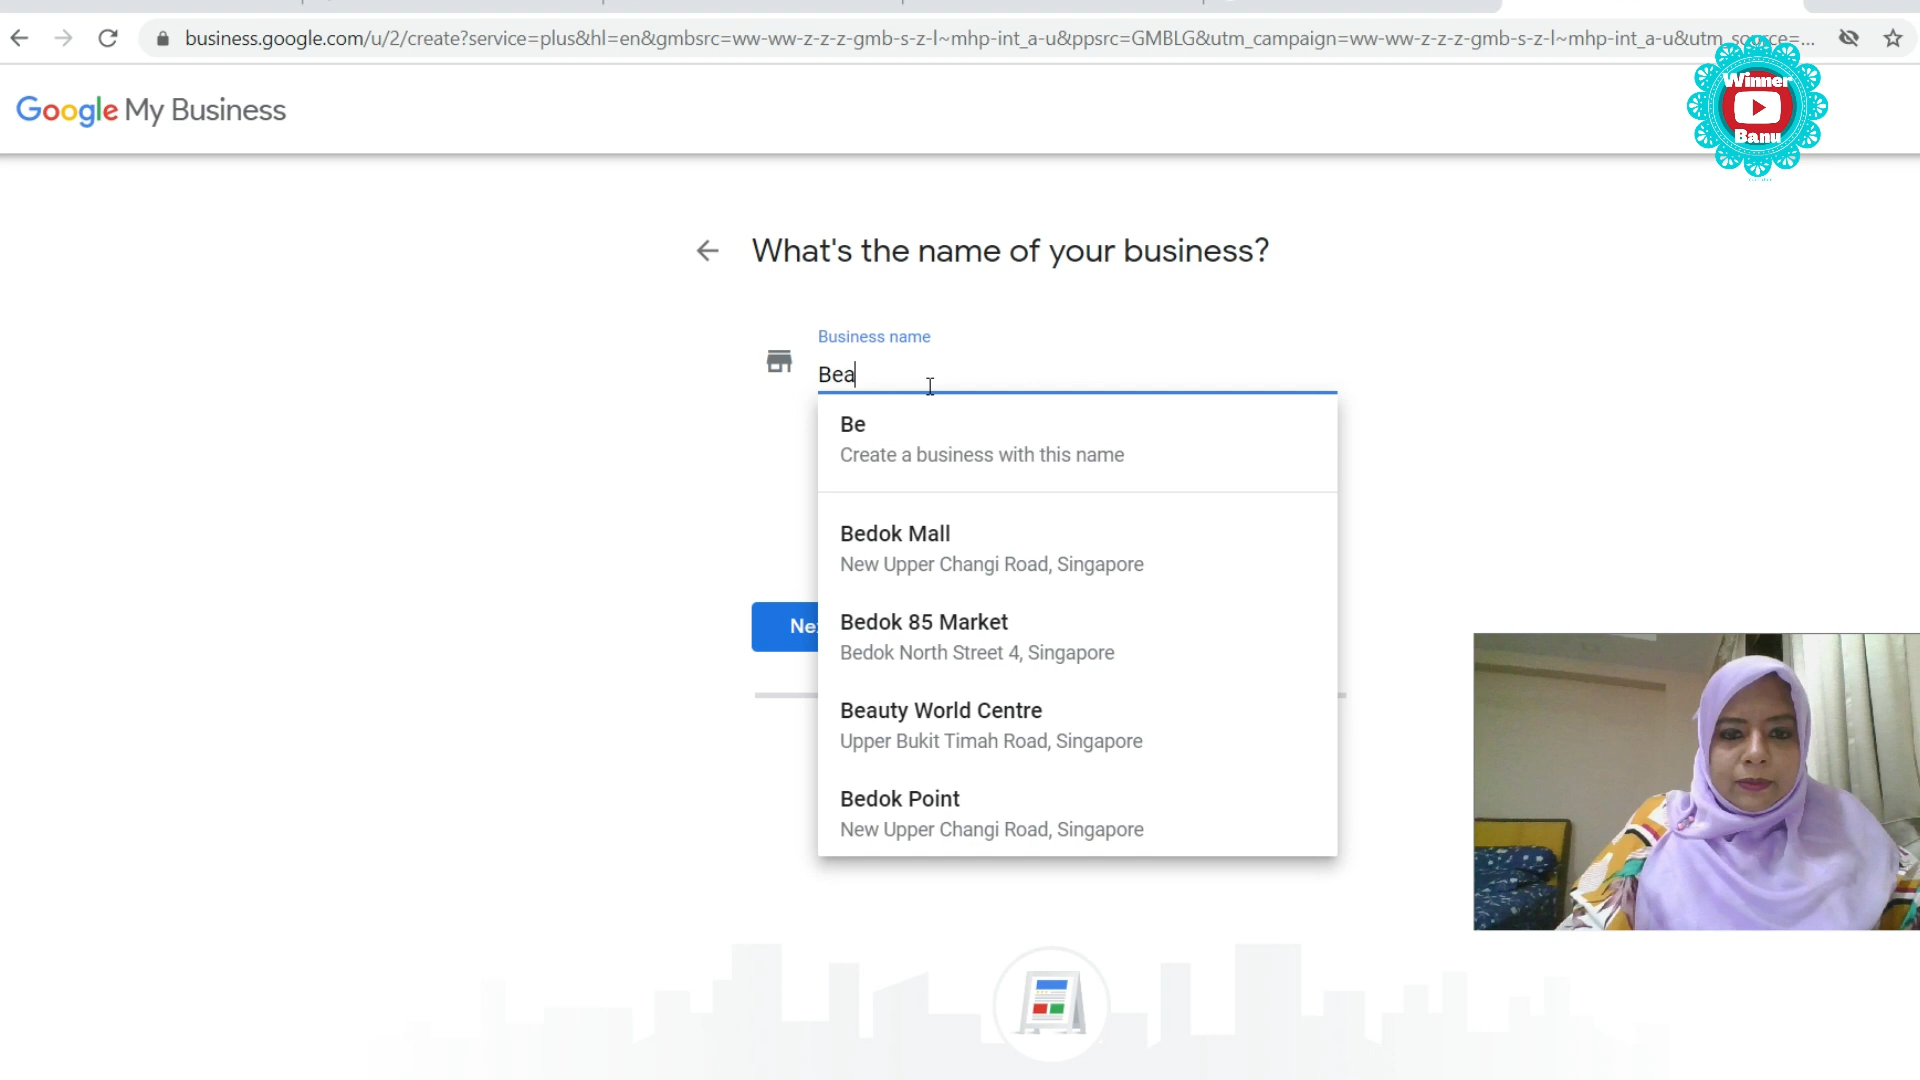 business.google.com/u/2/create?service=plus&hl=en&gmbsrc=ww-ww-z-z-z-gmb-s-z-l~mhp-int_a-u&ppsrc=GMBLG&utm_campaign=ww-ww-z-z-z-gmb-s-z-l~mhp-int_a-u&utm_source=...
Google My Business
Winner
Banu
What's the name of your business?
Business name
Bea
Be
Create a business with this name
Bedok Mall
New Upper Changi Road, Singapore
Bedok 85 Market
Bedok North Street 4, Singapore
Beauty World Centre
Upper Bukit Timah Road, Singapore
Bedok Point
New Upper Changi Road, Singapore